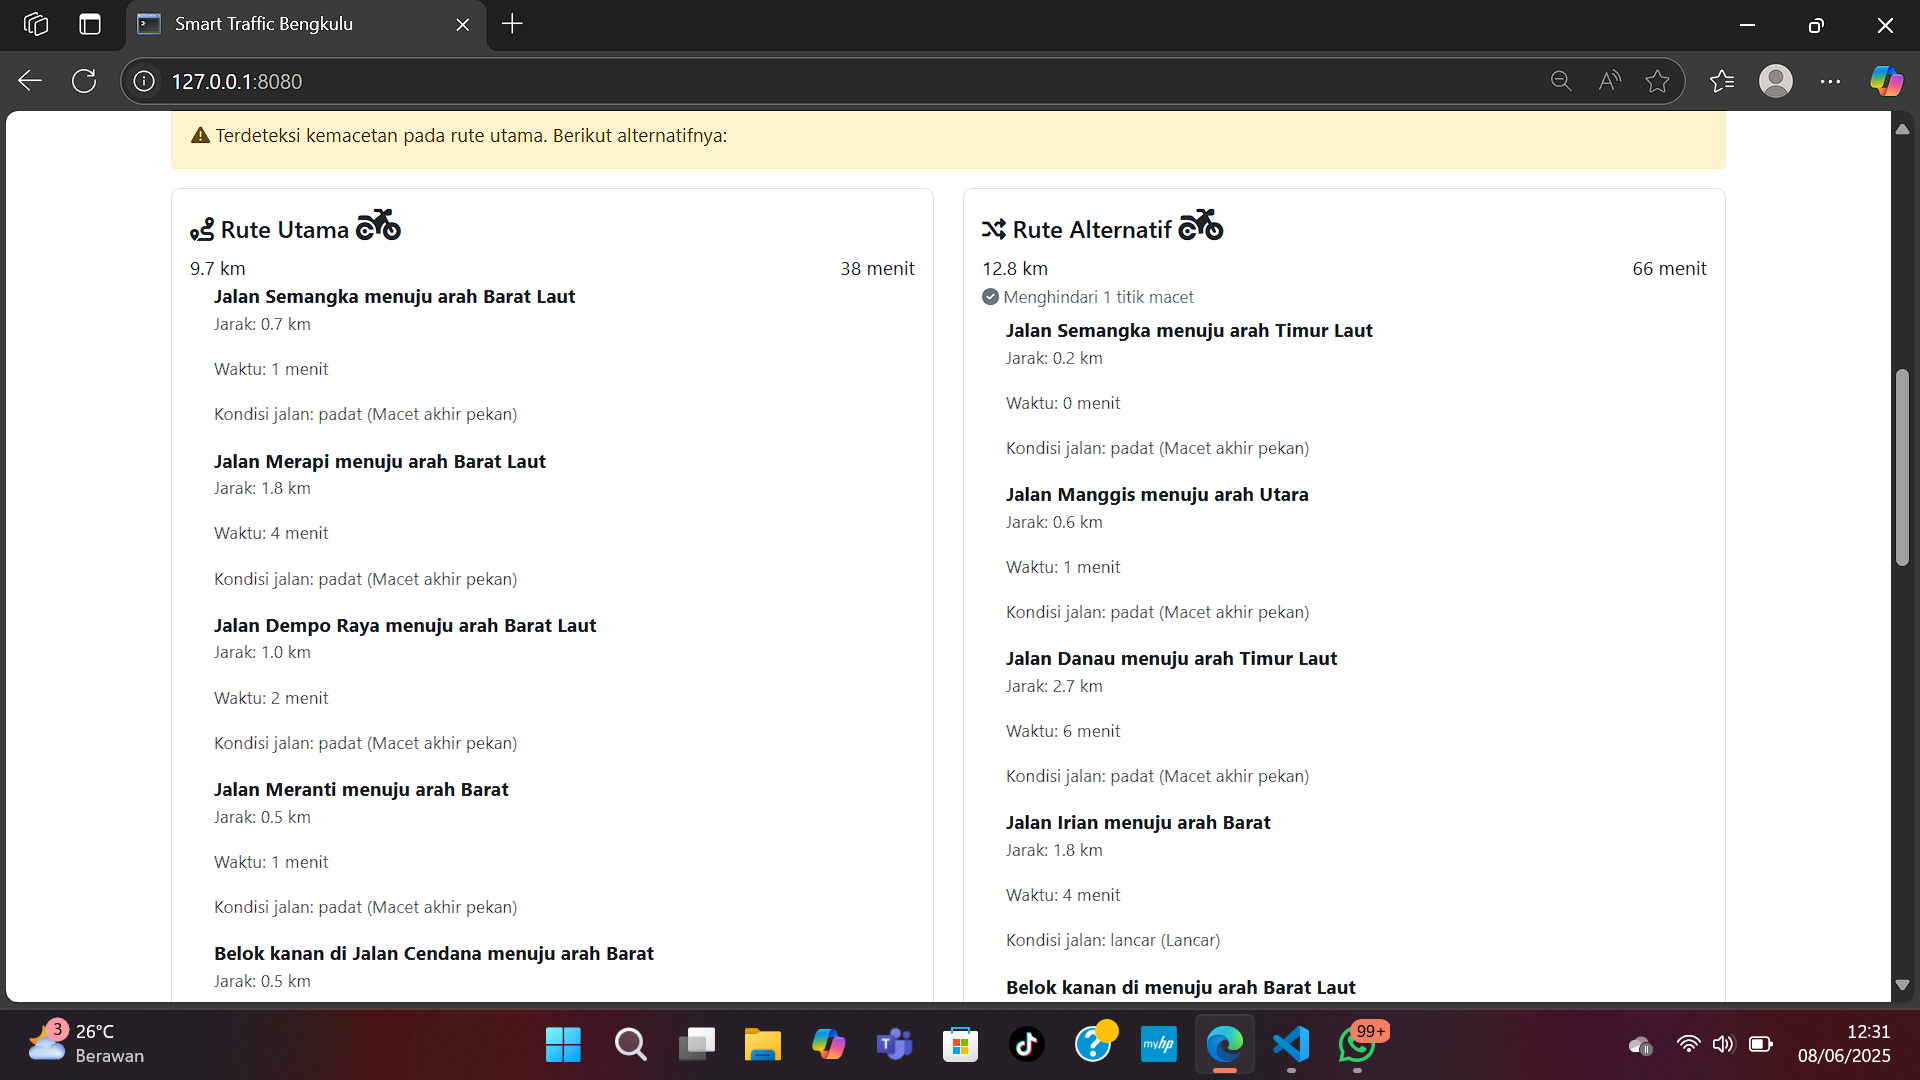 Smart Traffic Bengkulu
127.0.0.1:8080
Terdeteksi kemacetan pada rute utama. Berikut alternatifnya:
Rute Utama
9.7 km
38 menit
Jalan Semangka menuju arah Barat Laut
Jarak: 0.7 km
Waktu: 1 menit
Kondisi jalan: padat (Macet akhir pekan)
Jalan Merapi menuju arah Barat Laut
Jarak: 1.8 km
Waktu: 4 menit
Kondisi jalan: padat (Macet akhir pekan)
Jalan Dempo Raya menuju arah Barat Laut
Jarak: 1.0 km
Waktu: 2 menit
Kondisi jalan: padat (Macet akhir pekan)
Jalan Meranti menuju arah Barat
Jarak: 0.5 km
Waktu: 1 menit
Kondisi jalan: padat (Macet akhir pekan)
Belok kanan di Jalan Cendana menuju arah Barat
Jarak: 0.5 km
Rute Alternatif
12.8 km
66 menit
Menghindari 1 titik macet
Jalan Semangka menuju arah Timur Laut
Jarak: 0.2 km
Waktu: 0 menit
Kondisi jalan: padat (Macet akhir pekan)
Jalan Manggis menuju arah Utara
Jarak: 0.6 km
Waktu: 1 menit
Kondisi jalan: padat (Macet akhir pekan)
Jalan Danau menuju arah Timur Laut
Jarak: 2.7 km
Waktu: 6 menit
Kondisi jalan: padat (Macet akhir pekan)
Jalan Irian menuju arah Barat
Jarak: 1.8 km
Waktu: 4 menit
Kondisi jalan: lancar (Lancar)
Belok kanan di menuju arah Barat Laut
3
26°C
Berawan
myhp
99+
12:31
08/06/2025